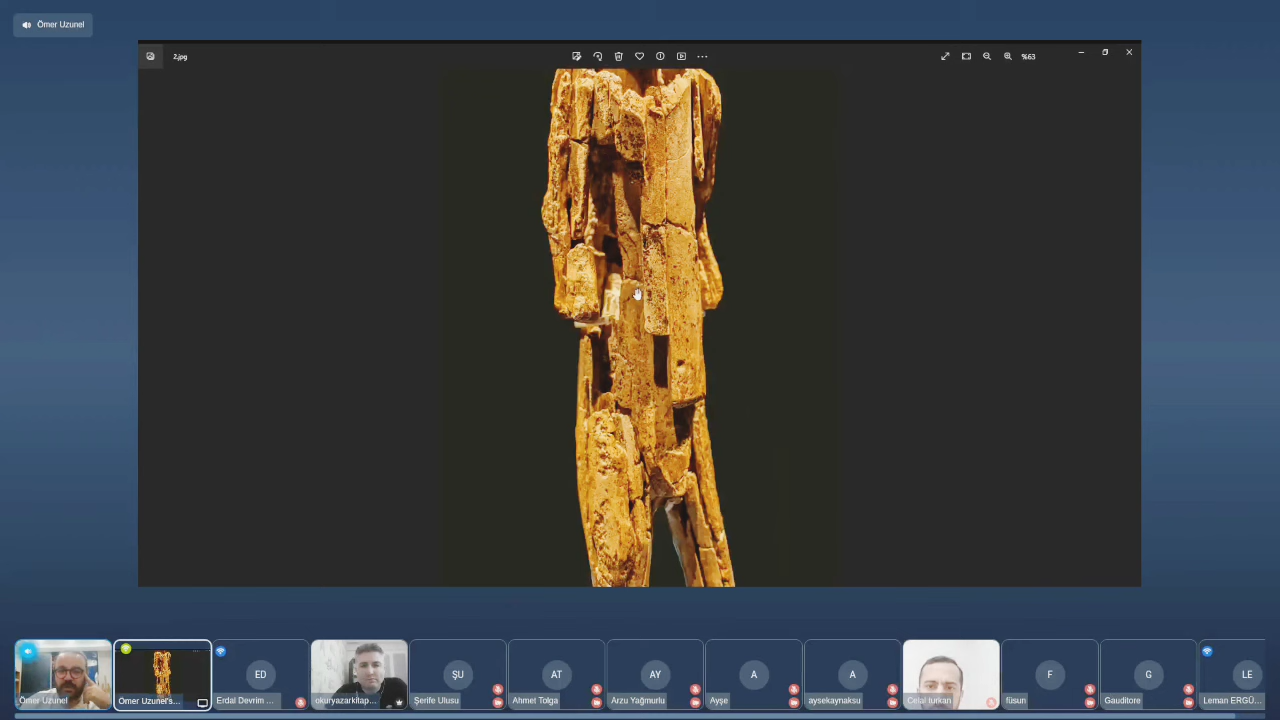 Ömer Uzunel
2.jpg
%63
Ömer Uzunel
Ömer Uzunel's...
Erdal Devrim ...
okuryazarkitap...
Şerife Ulusu
Ahmet Tolga
Arzu Yağmurlu
Ayşe
aysekaynaksu
Celal turkan
füsun
Gauditore
Leman ERGÜ...
ED
ŞU
AT
AY
A
A
F
G
LE